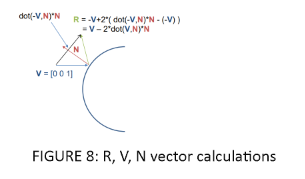 dot(-V,N)*N
R = -V+2*( dot(-V,N)*N - (-V) )
= V – 2*dot(V,N)*N
N
V = [0 0 1]
FIGURE 8: R, V, N vector calculations